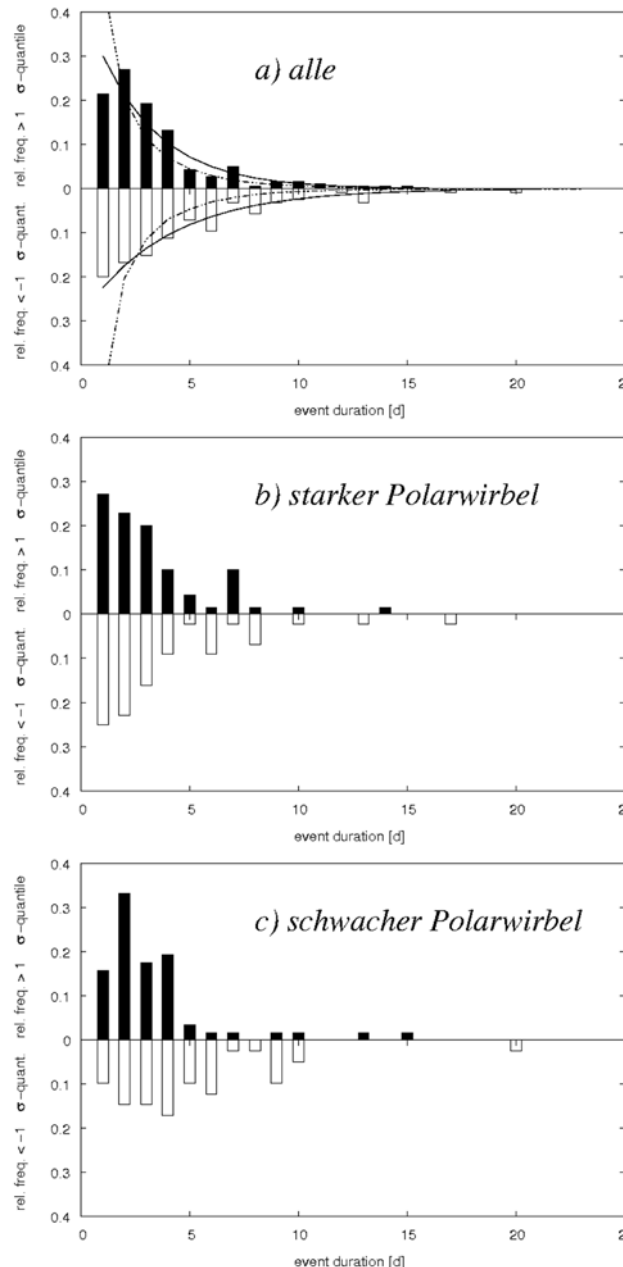 0.4
0.3
0.2
0.1
0
0.1
0.2
0.3
0.4
rel. freq. < −1 σ−quant. rel. freq. > 1 σ−quantile
a) alle
0 5 10 15 20 25
event duration [d]
0.4
0.3
0.2
0.1
0
0.1
0.2
0.3
0.4
rel. freq. < −1 σ−quant. rel. freq. > 1 σ−quantile
b) starker Polarwirbel
0 5 10 15 20 25
event duration [d]
0.4
0.3
0.2
0.1
0
0.1
0.2
0.3
0.4
rel. freq. < −1 σ−quant. rel. freq. > 1 σ−quantile
c) schwacher Polarwirbel
0 5 10 15 20 2
event duration [d]